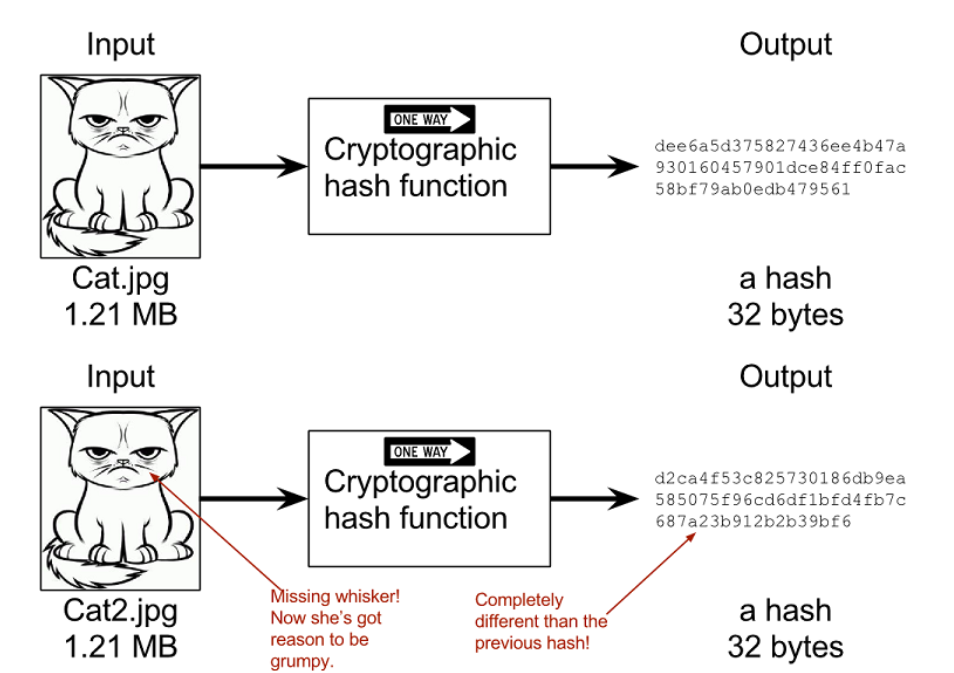 Input
Output
ONE WAY
Cryptographic
hash function
dee6a5d375827436ee4b47a
930160457901dce84ff0fac
58bf79ab0edb479561
Cat.jpg
1.21 MB
a hash
32 bytes
Input
Output
ONE WAY
Cryptographic
hash function
d2ca4f53c825730186db9ea
585075f96cd6df1bfd4fb7c
687a23b912b2b39bf6
Missing whisker!
Now she's got
reason to be
grumpy.
Completely
different than the
previous hash!
Cat2.jpg
1.21 MB
a hash
32 bytes